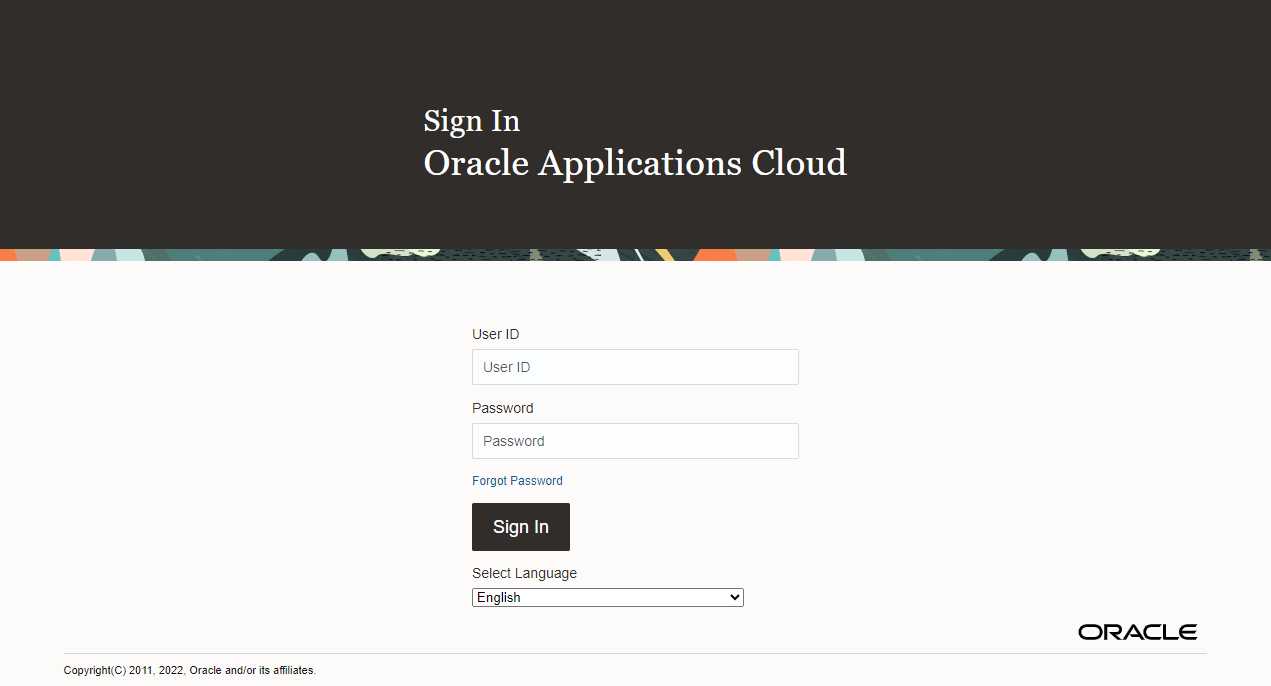 Sign In
Oracle Applications Cloud
User ID
User ID
Password
Password
Forgot Password
Sign In
Select Language
English
ORACLE
Copyright(C) 2011, 2022, Oracle and/or its affiliates.